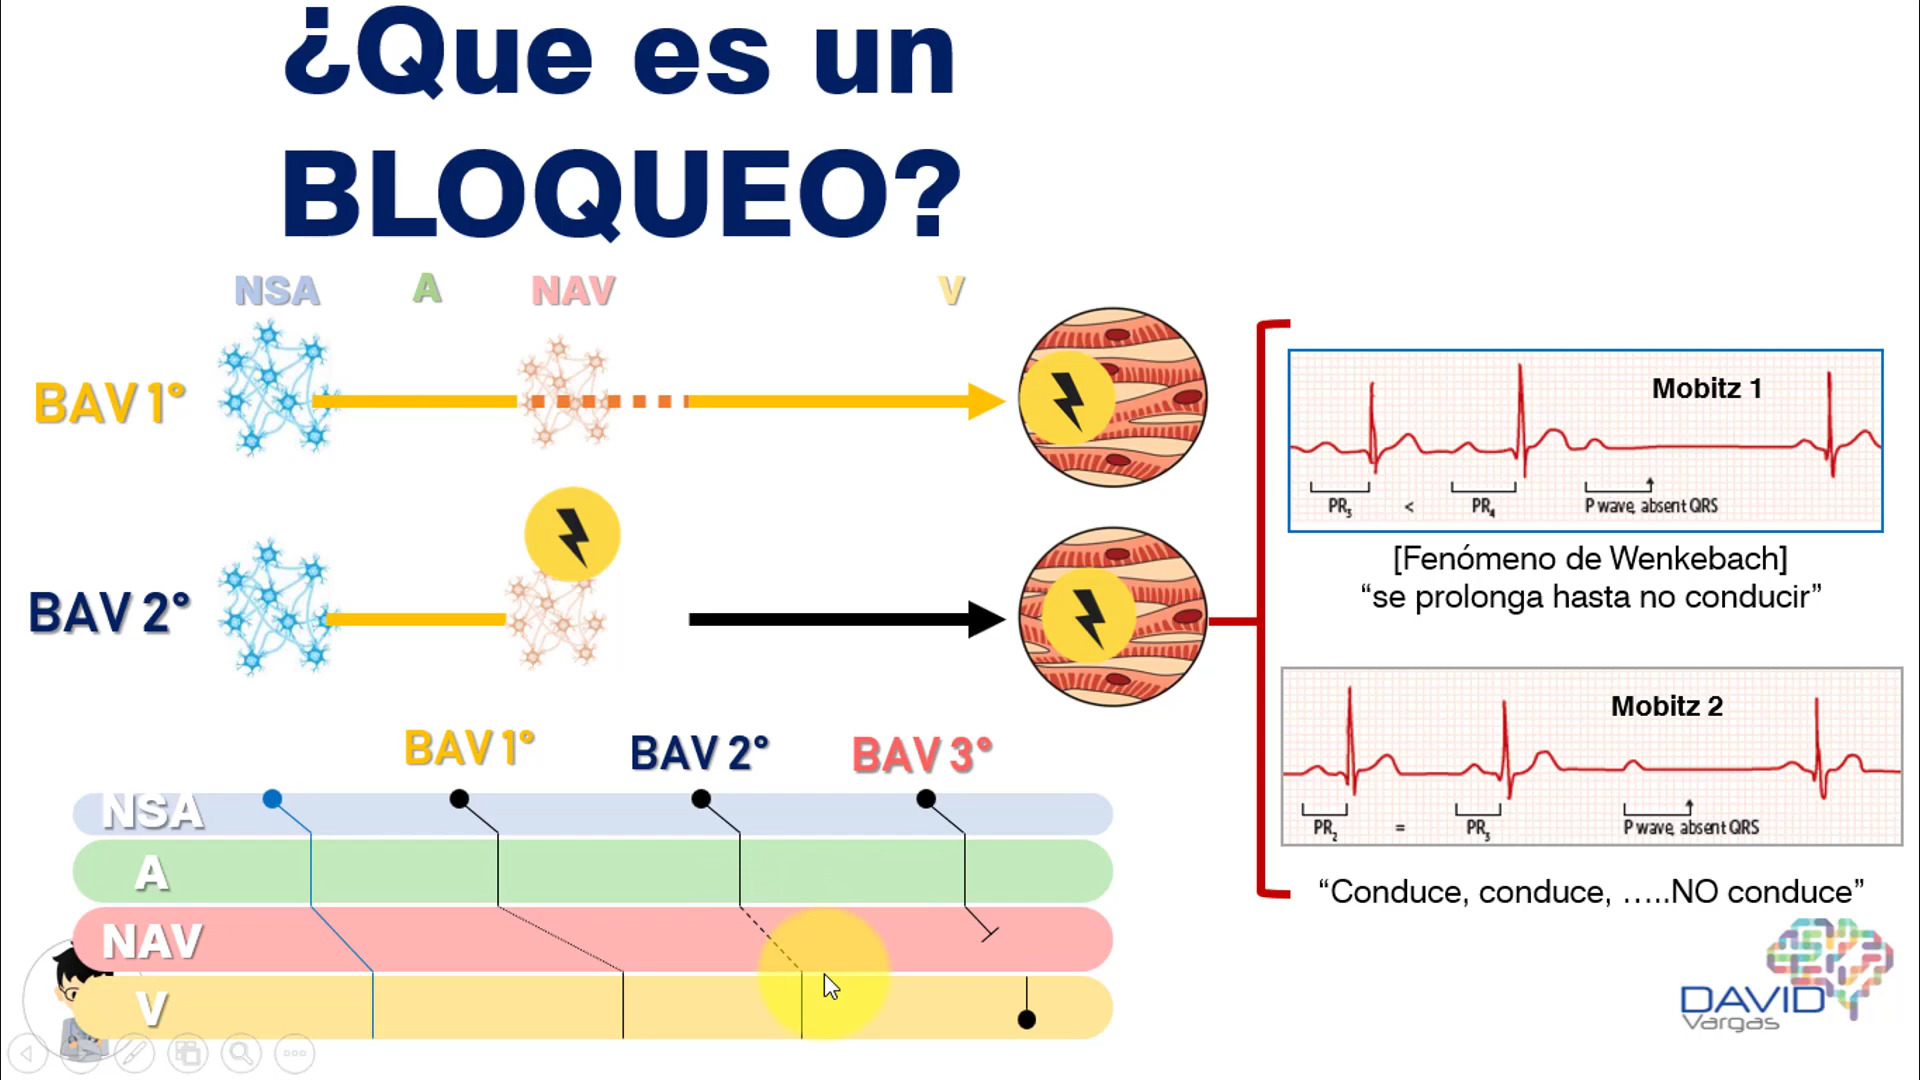 ¿Que es un
BLOQUEO?
NSA A NAV V
BAV 1°
BAV 2°
BAV 1° BAV 2° BAV 3°
NSA
A
NAV
V
Mobitz 1
PR5 < PR4 P wave, absent QRS
[Fenómeno de Wenkebach]
“se prolonga hasta no conducir”
Mobitz 2
PR2 = PR3 P wave, absent QRS
“Conduce, conduce, …..NO conduce”
DAVID
Vargas